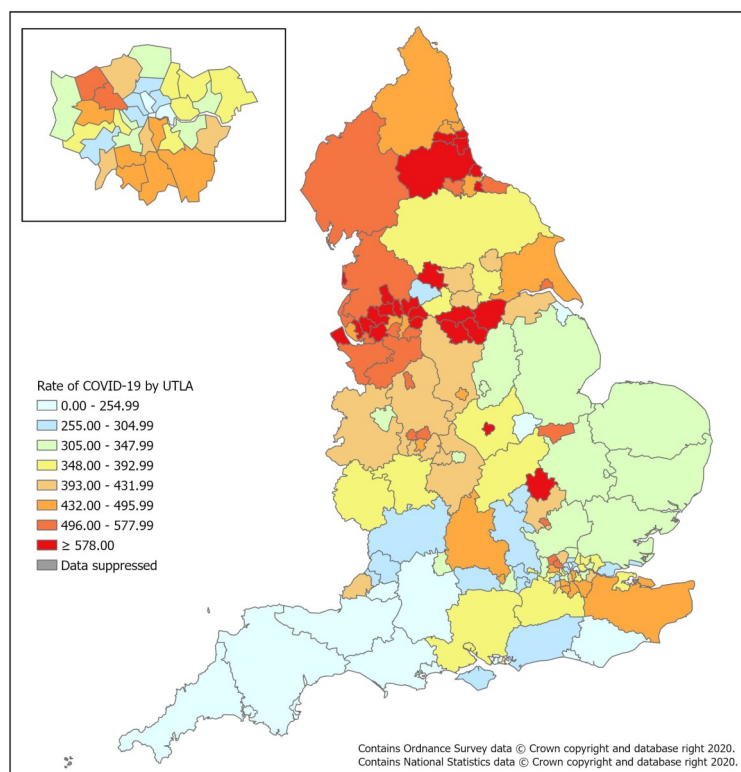 Rate of COVID-19 by UTLA
0.00 - 254.99
255.00 - 304.99
305.00 - 347.99
348.00 - 392.99
393.00 - 431.99
432.00 - 495.99
496.00 - 577.99
≥ 578.00
Data suppressed
Contains Ordnance Survey data © Crown copyright and database right 2020.
Contains National Statistics data © Crown copyright and database right 2020.